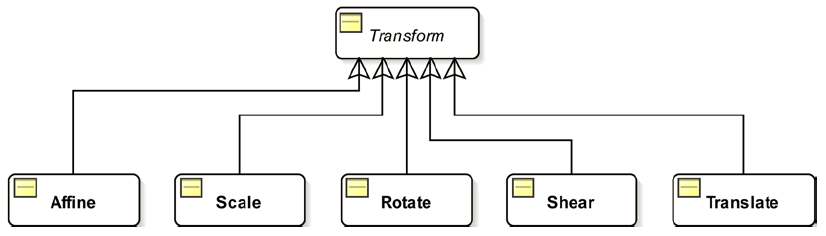 Transform
Affine
Scale
Rotate
Shear
Translate